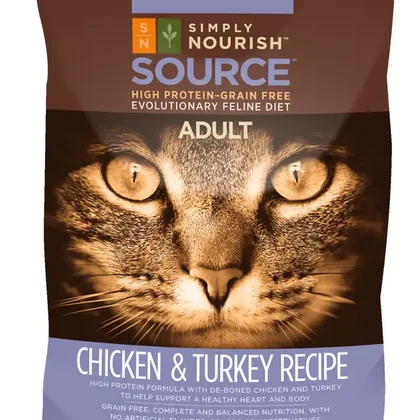 S
N
SIMPLY
NOURISH™
SOURCE™
HIGH PROTEIN–GRAIN FREE
EVOLUTIONARY FELINE DIET
ADULT
CHICKEN & TURKEY RECIPE
HIGH PROTEIN FORMULA WITH DE-BONED CHICKEN AND TURKEY
TO HELP SUPPORT A HEALTHY HEART AND BODY
GRAIN FREE, COMPLETE AND BALANCED NUTRITION, WITH